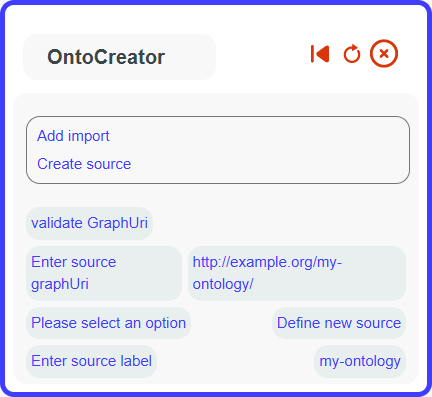 OntoCreator
Add import
Create source
validate GraphUri
Enter source
graphUri
http://example.org/my-
ontology/
Please select an option
Define new source
Enter source label
my-ontology